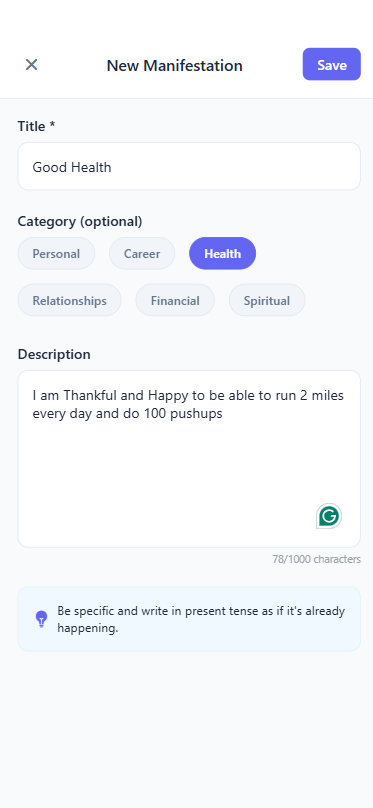 New Manifestation
Save
Title *
Good Health
Category (optional)
Personal
Career
Health
Relationships
Financial
Spiritual
Description
I am Thankful and Happy to be able to run 2 miles
every day and do 100 pushups
78/1000 characters
Be specific and write in present tense as if it's already
happening.